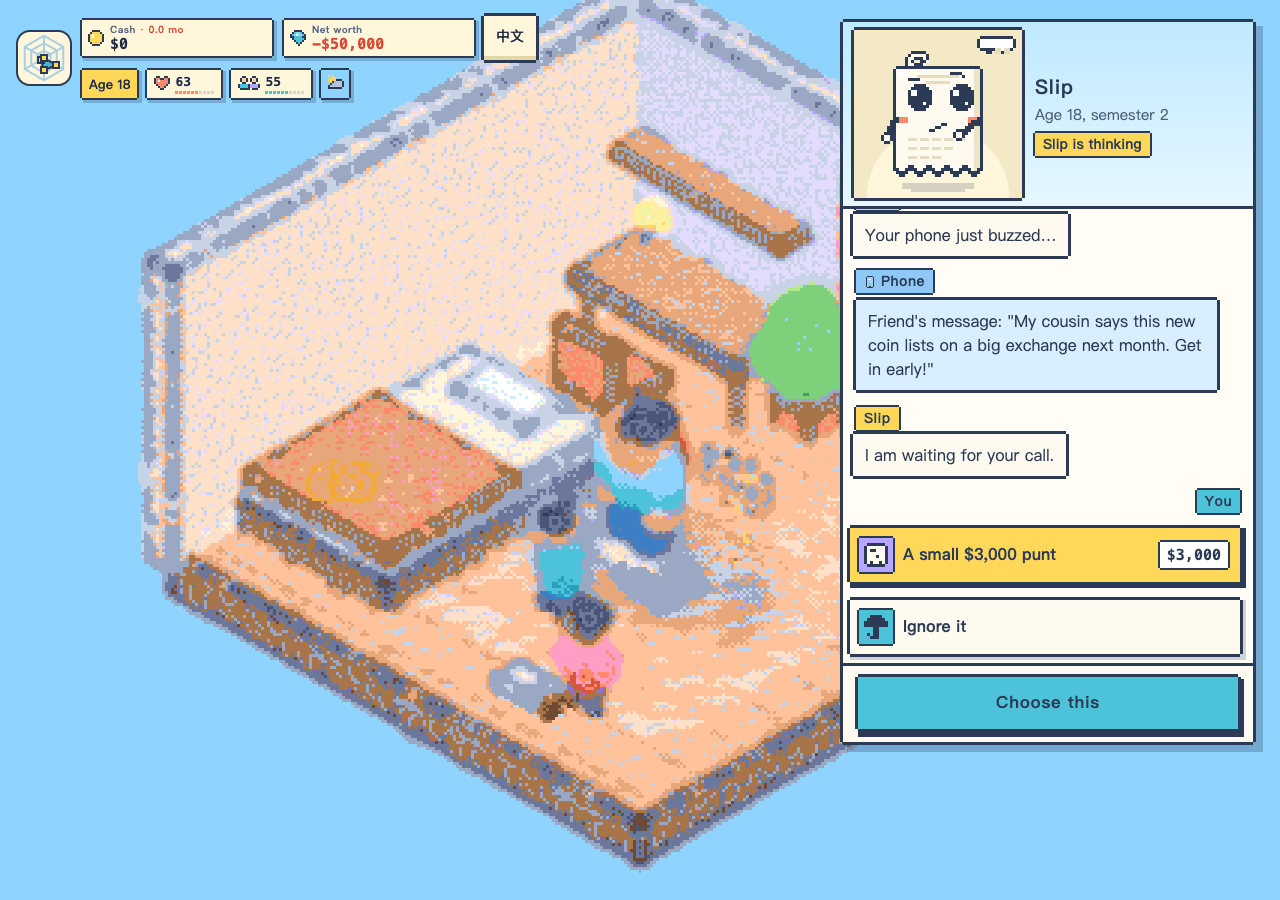 Cash · 0.0 mo
$0
Net worth
−$50,000
中文
Age 18
63
55
Slip
Age 18, semester 2
Slip is thinking
Your phone just buzzed…
Phone
Friend's message: "My cousin says this new
coin lists on a big exchange next month. Get
in early!"
Slip
I am waiting for your call.
You
A small $3,000 punt
$3,000
Ignore it
Choose this